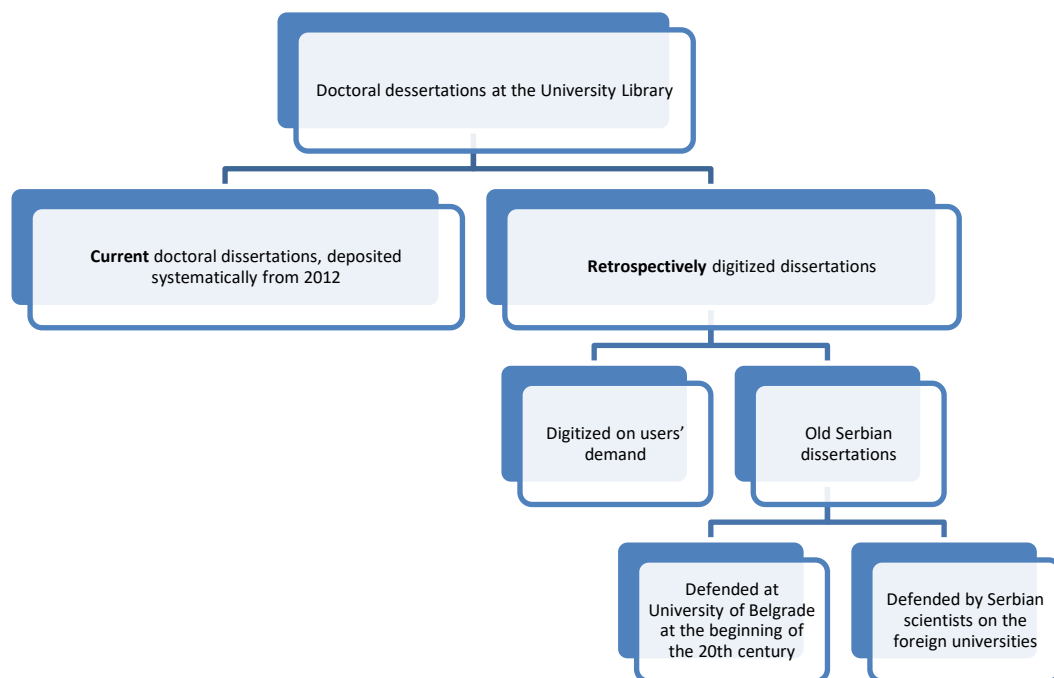 Doctoral dessertations at the University Library
Current doctoral dissertations, deposited
systematically from 2012
Retrospectively digitized dissertations
Digitized on users’
demand
Old Serbian
dissertations
Defended at
University of Belgrade
at the beginning of
the 20th century
Defended by Serbian
scientists on the
foreign universities